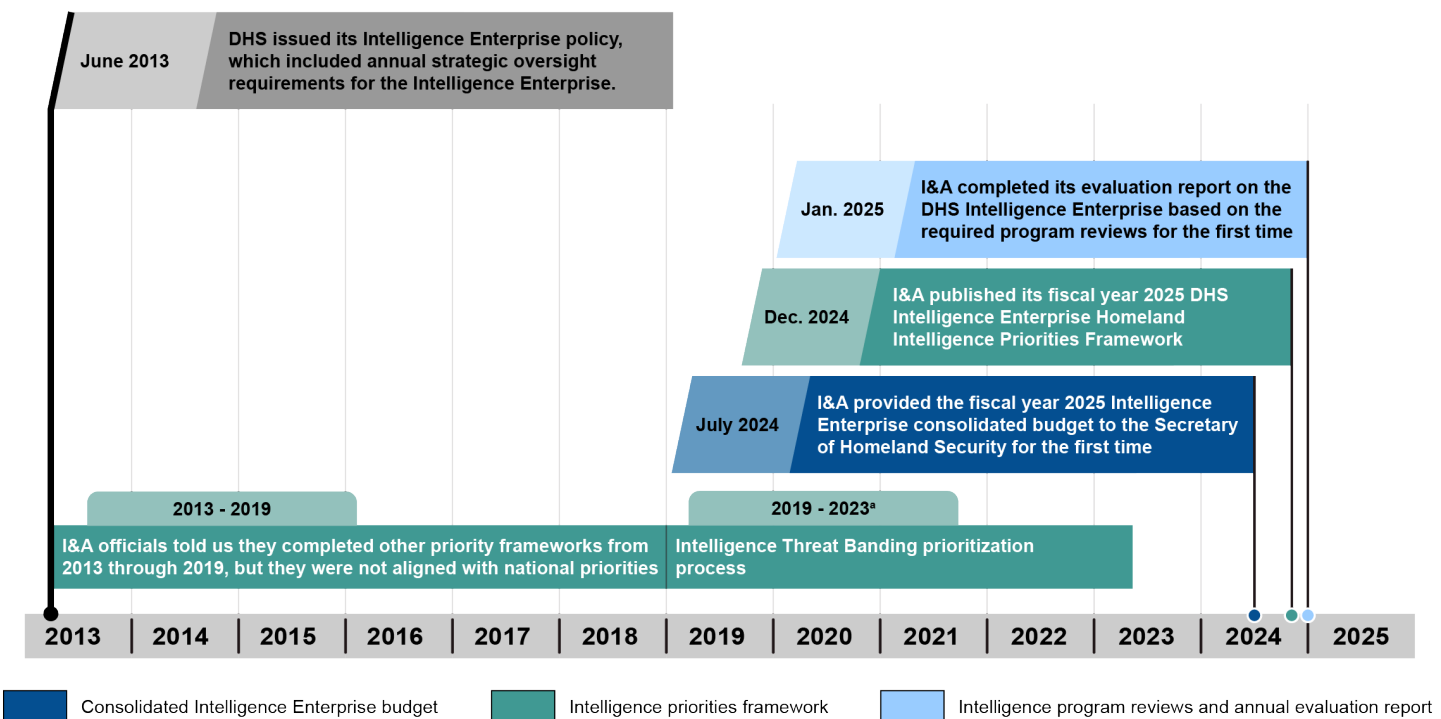 June 2013
DHS issued its Intelligence Enterprise policy,
which included annual strategic oversight
requirements for the Intelligence Enterprise.
Jan. 2025
I&A completed its evaluation report on the
DHS Intelligence Enterprise based on the
required program reviews for the first time
Dec. 2024
I&A published its fiscal year 2025 DHS
Intelligence Enterprise Homeland
Intelligence Priorities Framework
July 2024
I&A provided the fiscal year 2025 Intelligence
Enterprise consolidated budget to the Secretary
of Homeland Security for the first time
2013 - 2019
I&A officials told us they completed other priority frameworks from
2013 through 2019, but they were not aligned with national priorities
2019 - 2023ª
Intelligence Threat Banding prioritization
process
2013 2014 2015 2016 2017 2018 2019 2020 2021 2022 2023 2024 2025
Consolidated Intelligence Enterprise budget
Intelligence priorities framework
Intelligence program reviews and annual evaluation report